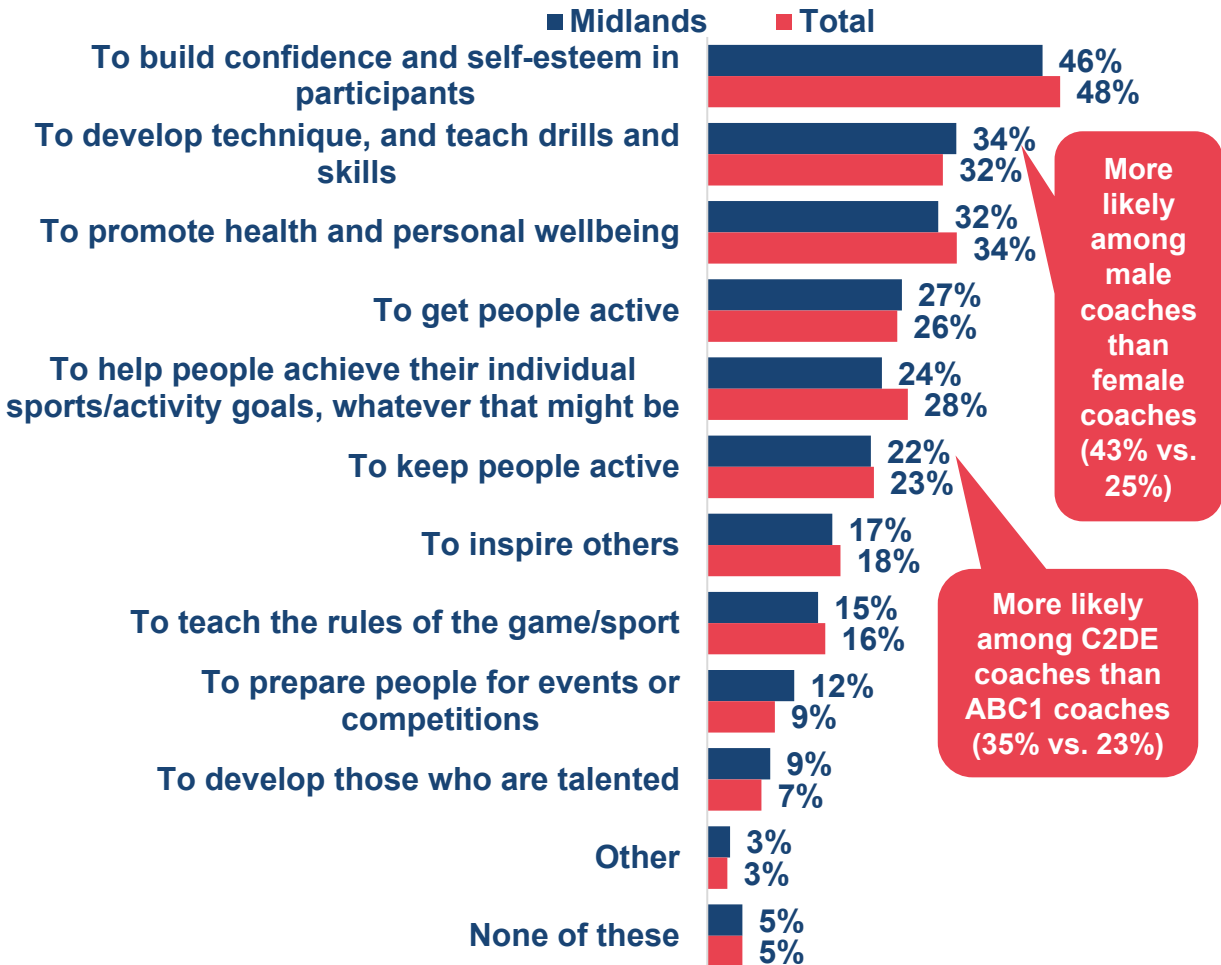 Midlands Total
To build confidence and self-esteem in
participants
46%
48%
To develop technique, and teach drills and
skills
34%
32%
To promote health and personal wellbeing
32%
34%
To get people active
27%
26%
To help people achieve their individual
sports/activity goals, whatever that might be
24%
28%
To keep people active
22%
23%
To inspire others
17%
18%
To teach the rules of the game/sport
15%
16%
To prepare people for events or
competitions
12%
9%
To develop those who are talented
9%
7%
Other
3%
3%
None of these
5%
5%
More
likely
among
male
coaches
than
female
coaches
(43% vs.
25%)
More likely
among C2DE
coaches than
ABC1 coaches
(35% vs. 23%)